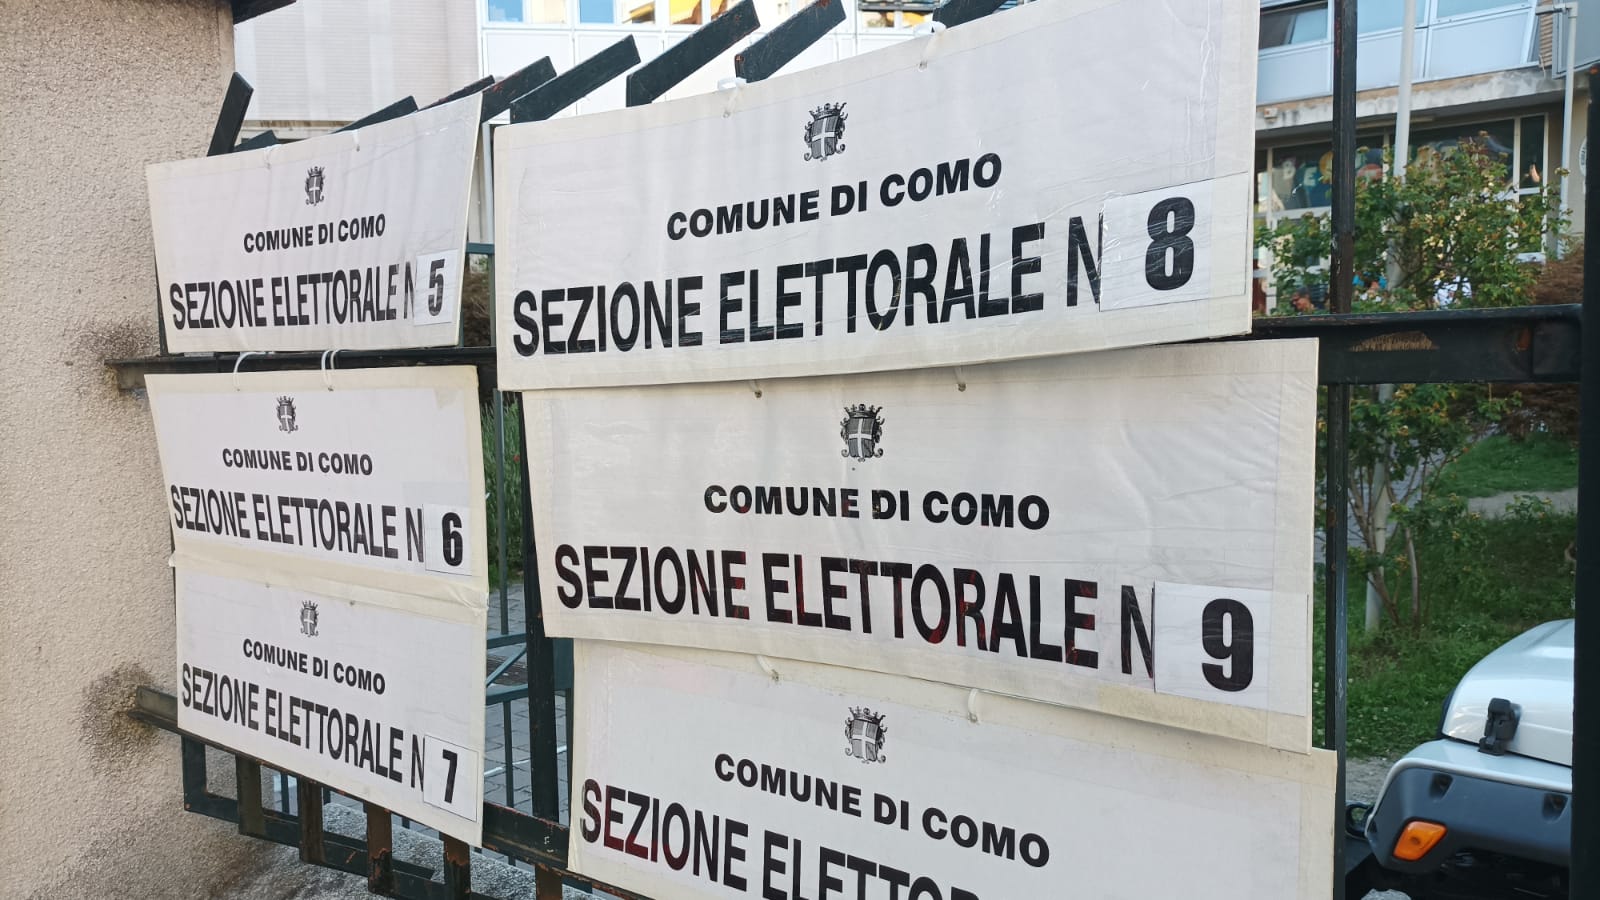 COMUNE DI COMO
SEZIONE ELETTORALE N 5
COMUNE DI COMO
SEZIONE ELETTORALE N 6
COMUNE DI COMO
SEZIONE ELETTORALE N 7
COMUNE DI COMO
SEZIONE ELETTORALE N 8
COMUNE DI COMO
SEZIONE ELETTORALE N 9
COMUNE DI COMO
SEZIONE